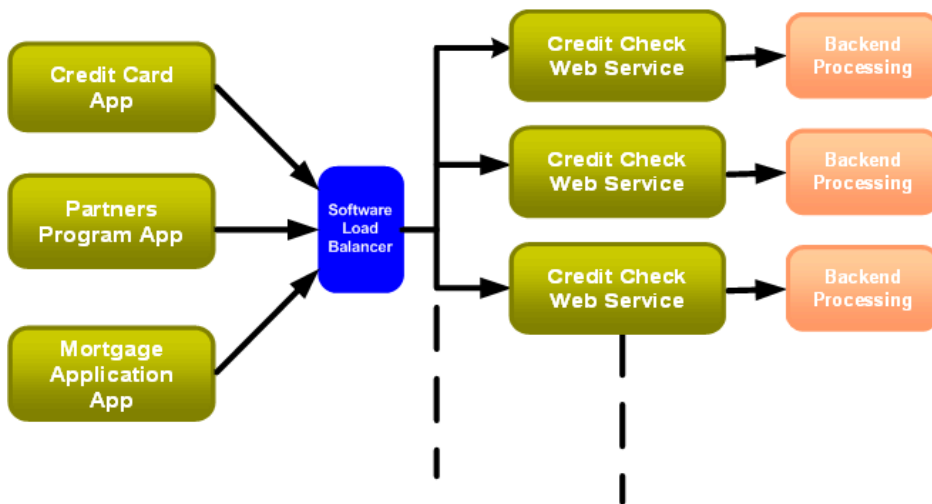 Credit Card
App
Partners
Program App
Mortgage
Application
App
Software
Load
Balancer
Credit Check
Web Service
Backend
Processing
Credit Check
Web Service
Backend
Processing
Credit Check
Web Service
Backend
Processing